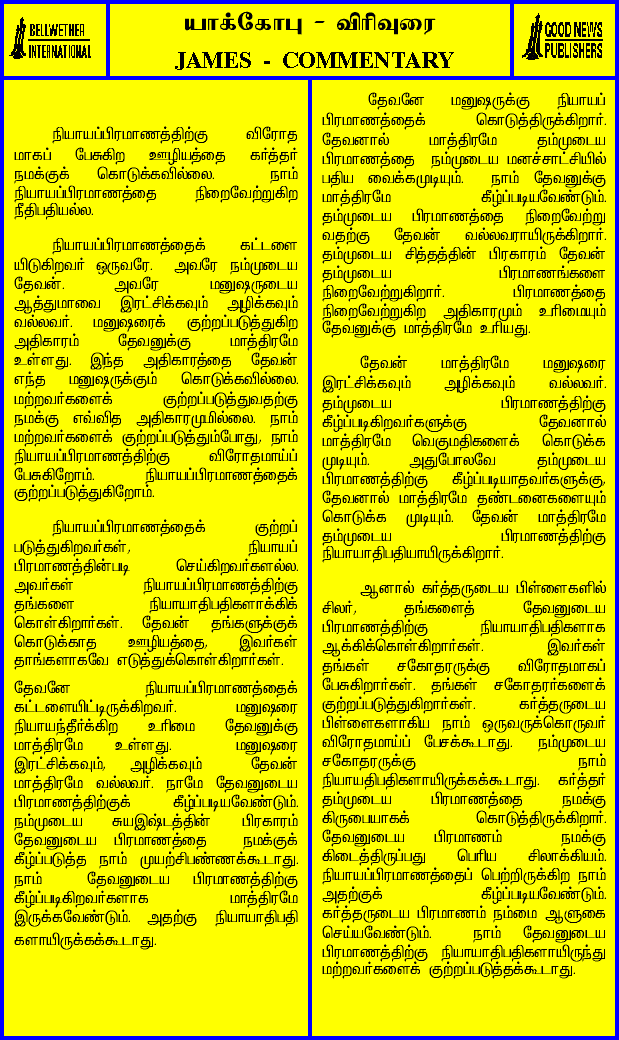 BELLWETHER
INTERNATIONAL
யாக்கோபு - விரிவுரை
JAMES - COMMENTARY
GOOD NEWS
PUBLISHERS
நியாயப்பிரமாணத்திற்கு விரோத
மாகப் பேசுகிற ஊழியத்தை கர்த்தர்
நமக்குக் கொடுக்கவில்லை. நாம்
நியாயப்பிரமாணத்தை நிறைவேற்றுகிற
நீதிபதியல்ல.
நியாயப்பிரமாணத்தைக் கட்டளை
யிடுகிறவர் ஒருவரே. அவரே நம்முடைய
தேவன். அவரே மனுஷருடைய
ஆத்துமாவை இரட்சிக்கவும் அழிக்கவும்
வல்லவர். மனுஷரைக் குற்றப்படுத்துகிற
அதிகாரம் தேவனுக்கு மாத்திரமே
உள்ளது. இந்த அதிகாரத்தை தேவன்
எந்த மனுஷருக்கும் கொடுக்கவில்லை.
மற்றவர்களைக் குற்றப்படுத்துவதற்கு
நமக்கு எவ்வித அதிகாரமுமில்லை. நாம்
மற்றவர்களைக் குற்றப்படுத்தும்போது, நாம்
நியாயப்பிரமாணத்திற்கு விரோதமாய்ப்
பேசுகிறோம். நியாயப்பிரமாணத்தைக்
குற்றப்படுத்துகிறோம்.
நியாயப்பிரமாணத்தைக் குற்றப்
படுத்துகிறவர்கள், நியாயப்
பிரமாணத்தின்படி செய்கிறவர்களல்ல.
அவர்கள் நியாயப்பிரமாணத்திற்கு
தங்களை நியாயாதிபதிகளாக்கிக்
கொள்கிறார்கள். தேவன் தங்களுக்குக்
கொடுக்காத ஊழியத்தை, இவர்கள்
தாங்களாகவே எடுத்துக்கொள்கிறார்கள்.
தேவனே நியாயப்பிரமாணத்தைக்
கட்டளையிட்டிருக்கிறவர். மனுஷரை
நியாயந்தீர்க்கிற உரிமை தேவனுக்கு
மாத்திரமே உள்ளது. மனுஷரை
இரட்சிக்கவும், அழிக்கவும் தேவன்
மாத்திரமே வல்லவர். நாமே தேவனுடைய
பிரமாணத்திற்குக் கீழ்ப்படியவேண்டும்.
நம்முடைய சுயஇஷ்டத்தின் பிரகாரம்
தேவனுடைய பிரமாணத்தை நமக்குக்
கீழ்ப்படுத்த நாம் முயற்சிபண்ணக்கூடாது.
நாம் தேவனுடைய பிரமாணத்திற்கு
கீழ்ப்படிகிறவர்களாக மாத்திரமே
இருக்கவேண்டும். அதற்கு நியாயாதிபதி
களாயிருக்கக்கூடாது.
தேவனே மனுஷருக்கு நியாயப்
பிரமாணத்தைக் கொடுத்திருக்கிறார்.
தேவனால் மாத்திரமே தம்முடைய
பிரமாணத்தை நம்முடைய மனச்சாட்சியில்
பதிய வைக்கமுடியும். நாம் தேவனுக்கு
மாத்திரமே கீழ்ப்படியவேண்டும்.
தம்முடைய பிரமாணத்தை நிறைவேற்று
வதற்கு தேவன் வல்லவராயிருக்கிறார்.
தம்முடைய சித்தத்தின் பிரகாரம் தேவன்
தம்முடைய பிரமாணங்களை
நிறைவேற்றுகிறார். பிரமாணத்தை
நிறைவேற்றுகிற அதிகாரமும் உரிமையும்
தேவனுக்கு மாத்திரமே உரியது.
தேவன் மாத்திரமே மனுஷரை
இரட்சிக்கவும் அழிக்கவும் வல்லவர்.
தம்முடைய பிரமாணத்திற்கு
கீழ்ப்படிகிறவர்களுக்கு தேவனால்
மாத்திரமே வெகுமதிகளைக் கொடுக்க
முடியும். அதுபோலவே தம்முடைய
பிரமாணத்திற்கு கீழ்ப்படியாதவர்களுக்கு,
தேவனால் மாத்திரமே தண்டனைகளையும்
கொடுக்க முடியும். தேவன் மாத்திரமே
தம்முடைய பிரமாணத்திற்கு
நியாயாதிபதியாயிருக்கிறார்.
ஆனால் கர்த்தருடைய பிள்ளைகளில்
சிலர், தங்களைத் தேவனுடைய
பிரமாணத்திற்கு நியாயாதிபதிகளாக
ஆக்கிக்கொள்கிறார்கள். இவர்கள்
தங்கள் சகோதரருக்கு விரோதமாகப்
பேசுகிறார்கள். தங்கள் சகோதரர்களைக்
குற்றப்படுத்துகிறார்கள். கர்த்தருடைய
பிள்ளைகளாகிய நாம் ஒருவருக்கொருவர்
விரோதமாய்ப் பேசக்கூடாது. நம்முடைய
சகோதரருக்கு நாம்
நியாயதிபதிகளாயிருக்கக்கூடாது. கர்த்தர்
தம்முடைய பிரமாணத்தை நமக்கு
கிருபையாகக் கொடுத்திருக்கிறார்.
தேவனுடைய பிரமாணம் நமக்கு
கிடைத்திருப்பது பெரிய சிலாக்கியம்.
நியாயப்பிரமாணத்தைப் பெற்றிருக்கிற நாம்
அதற்குக் கீழ்ப்படியவேண்டும்.
கர்த்தருடைய பிரமாணம் நம்மை ஆளுகை
செய்யவேண்டும். நாம் தேவனுடைய
பிரமாணத்திற்கு நியாயாதிபதிகளாயிருந்து
மற்றவர்களைக் குற்றப்படுத்தக்கூடாது.